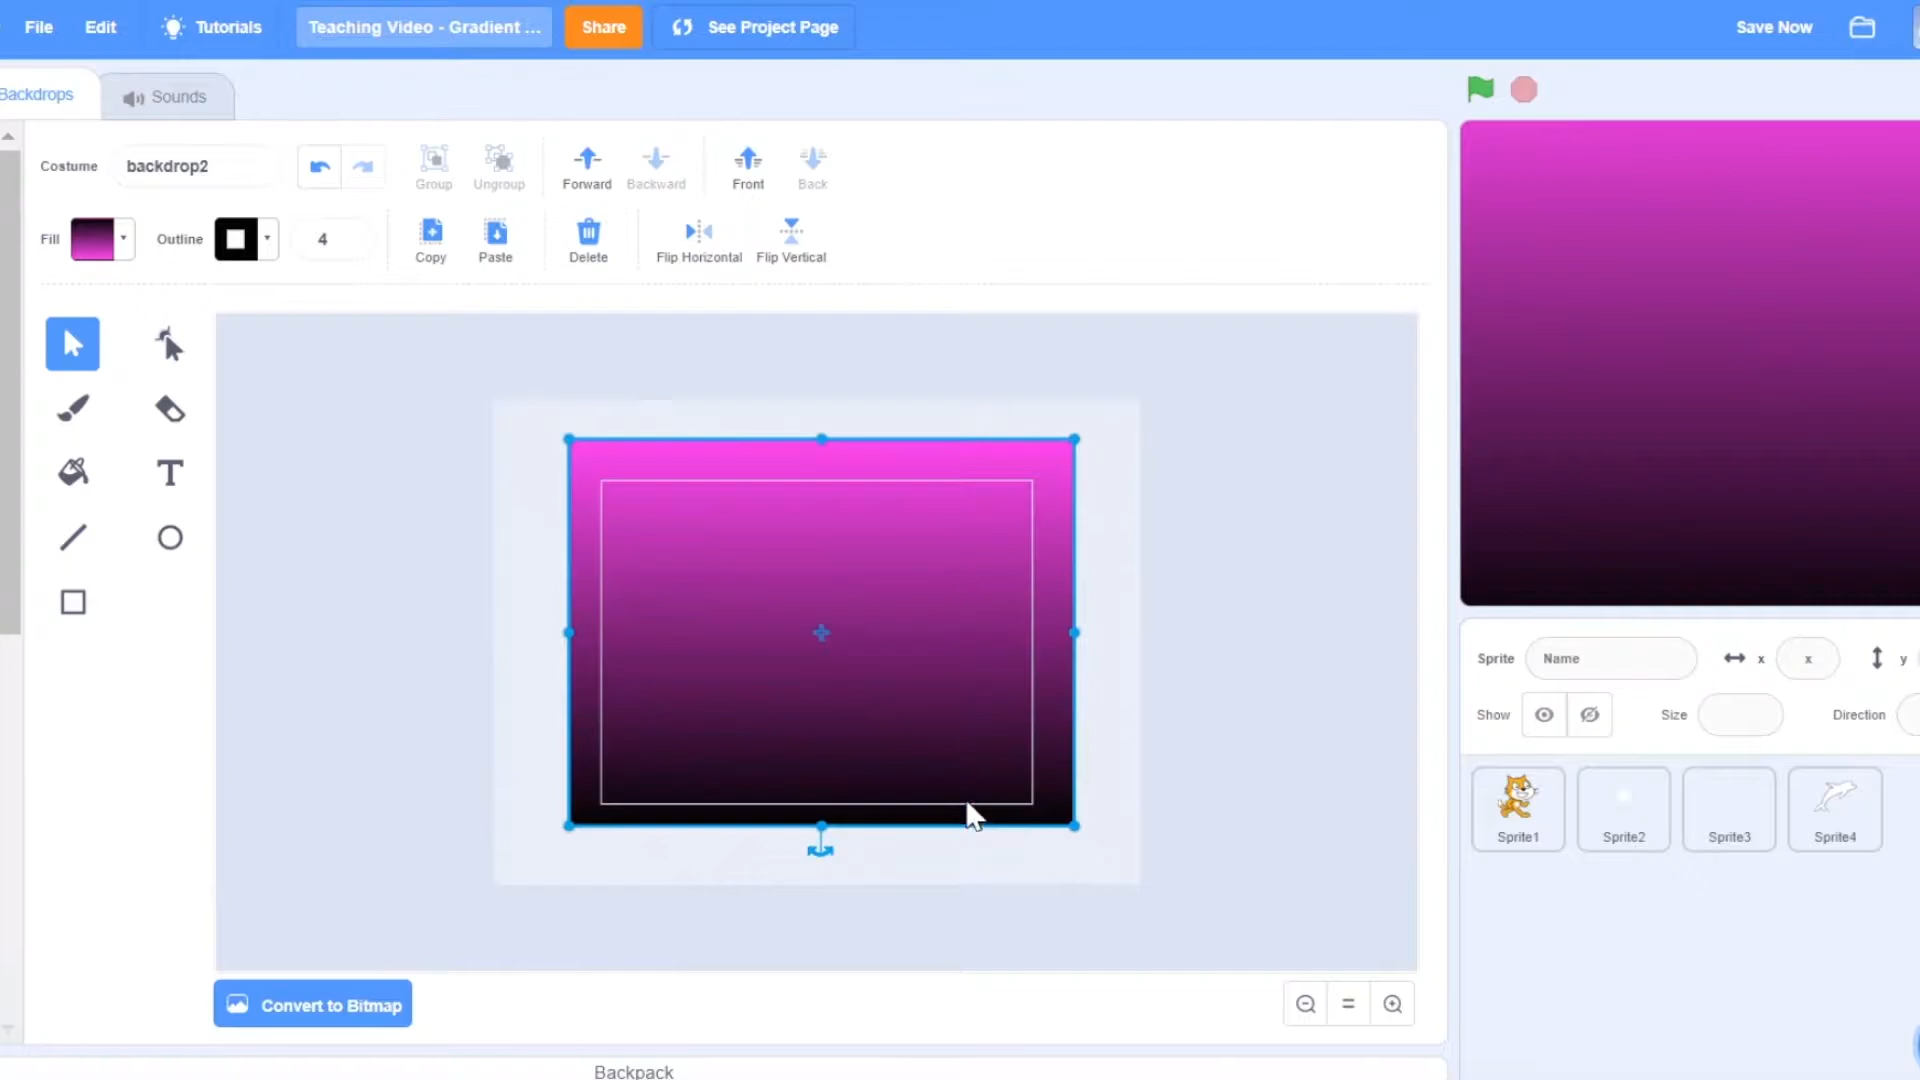 File Edit Tutorials Teaching Video - Gradient ... Share See Project Page Save Now
Backdrops Sounds
Costume backdrop2 Group Ungroup Forward Backward Front Back
Fill Outline 4 Copy Paste Delete Flip Horizontal Flip Vertical
T
Sprite Name x x y
Show Size Direction
Sprite1 Sprite2 Sprite3 Sprite4
Convert to Bitmap
Backpack